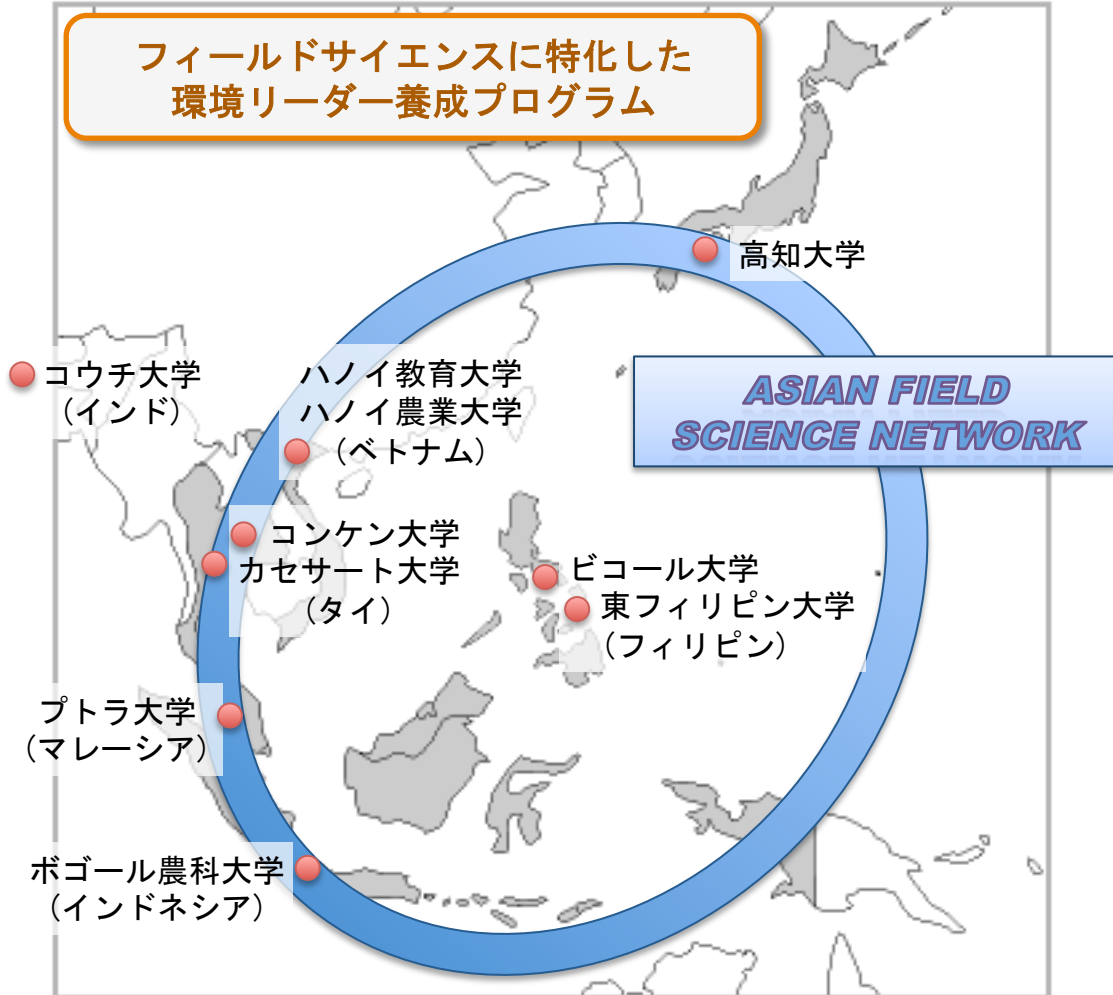 フィールドサイエンスに特化した
環境リーダー養成プログラム
高知大学
コウチ大学
（インド）
ハノイ教育大学
ハノイ農業大学
（ベトナム）
ASIAN FIELD
SCIENCE NETWORK
コンケン大学
カセサート大学
（タイ）
ビコール大学
東フィリピン大学
（フィリピン）
プトラ大学
（マレーシア）
ボゴール農科大学
（インドネシア）